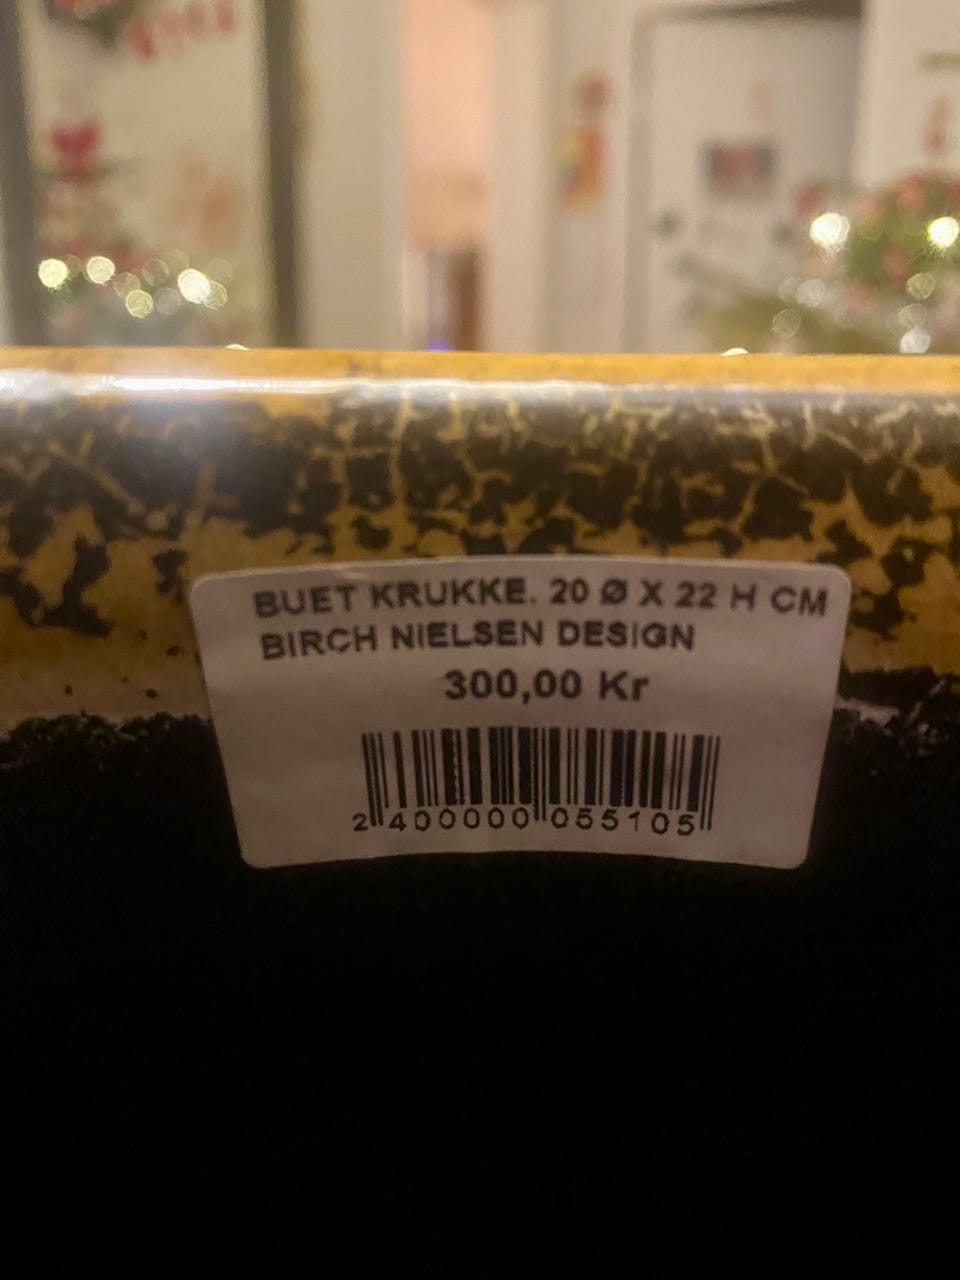 BUET KRUKKE. 20 Ø X 22 H CM
BIRCH NIELSEN DESIGN
300,00 Kr
2 400000 055105